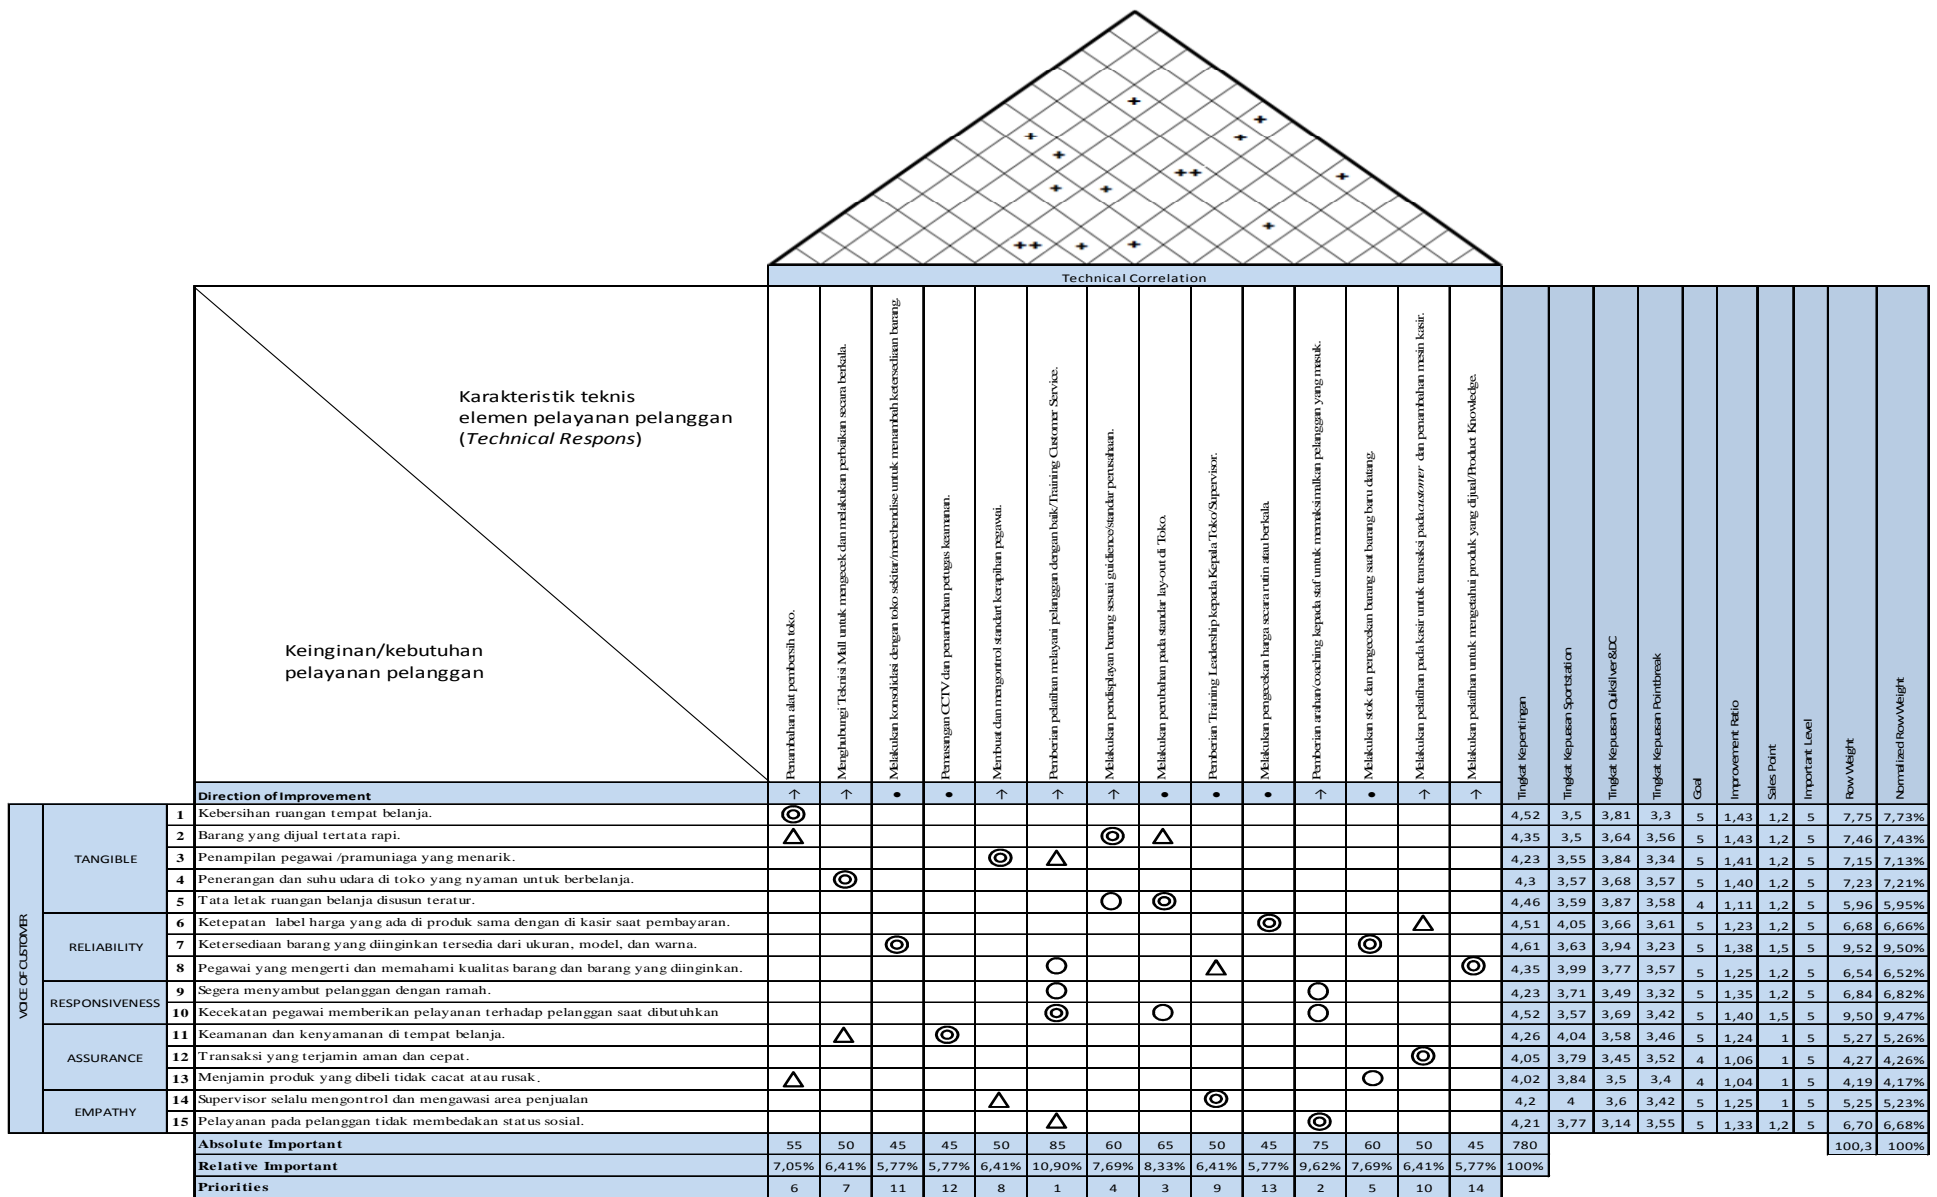 +
+
+
+
+
++
+
+
+
+
++
+
+
Technical Correlation
Karakteristik teknis
elemen pelayanan pelanggan
(Technical Respons)
Keinginan/kebutuhan
pelayanan pelanggan
Penambahan alat pembersih toko.
Menghubungi Teknisi Mall untuk mengecek dan melakukan perbaikan secara berkala.
Melakukan konsolidasi dengan toko sekitar/merchendise untuk menambah ketersediaan barang.
Pemasangan CCTV dan penambahan petugas keamanan.
Membuat dan mengontrol standart kerapihan pegawai.
Pemberian pelatihan melayani pelanggan dengan baik/Training Customer Service.
Melakukan pendisplayan barang sesuai guidience/standar perusahaan.
Melakukan perubahan pada standar lay-out di Toko.
Pemberian Training Leadership kepada Kepala Toko/Supervisor.
Melakukan pengecekan harga secara rutin atau berkala.
Pemberian arahan/coaching kepada staf untuk memaksimalkan pelanggan yang masuk.
Melakukan stok dan pengecekan barang saat barang baru datang.
Melakukan pelatihan pada kasir untuk transaksi pada customer dan penambahan mesin kasir.
Melakukan pelatihan untuk mengetahui produk yang dijual/Product Knowledge.
Tingkat Kepentingan
Tingkat Kepuasan Sportstation
Tingkat Kepuasan Quiksilver&DC
Tingkat Kepuasan Pointbreak
Goal
Improvement Ratio
Sales Point
Important Level
Row Weight
Normalized Row Weight
Direction of Improvement ↑ ↑ • • ↑ ↑ ↑ • • • ↑ • ↑ ↑
VOICE OF CUSTOMER
TANGIBLE
1 Kebersihan ruangan tempat belanja. ◎ 4,52 3,5 3,81 3,3 5 1,43 1,2 5 7,75 7,73%
2 Barang yang dijual tertata rapi. △ ◎ △ 4,35 3,5 3,64 3,56 5 1,43 1,2 5 7,46 7,43%
3 Penampilan pegawai /pramuniaga yang menarik. ◎ △ 4,23 3,55 3,84 3,34 5 1,41 1,2 5 7,15 7,13%
4 Penerangan dan suhu udara di toko yang nyaman untuk berbelanja. ◎ 4,3 3,57 3,68 3,57 5 1,40 1,2 5 7,23 7,21%
5 Tata letak ruangan belanja disusun teratur. ○ ◎ 4,46 3,59 3,87 3,58 4 1,11 1,2 5 5,96 5,95%
RELIABILITY
6 Ketepatan label harga yang ada di produk sama dengan di kasir saat pembayaran. ◎ △ 4,51 4,05 3,66 3,61 5 1,23 1,2 5 6,68 6,66%
7 Ketersediaan barang yang diinginkan tersedia dari ukuran, model, dan warna. ◎ ◎ 4,61 3,63 3,94 3,23 5 1,38 1,5 5 9,52 9,50%
8 Pegawai yang mengerti dan memahami kualitas barang dan barang yang diinginkan. ○ △ ◎ 4,35 3,99 3,77 3,57 5 1,25 1,2 5 6,54 6,52%
RESPONSIVENESS
9 Segera menyambut pelanggan dengan ramah. ○ ○ 4,23 3,71 3,49 3,32 5 1,35 1,2 5 6,84 6,82%
10 Kecekatan pegawai memberikan pelayanan terhadap pelanggan saat dibutuhkan ◎ ○ ○ 4,52 3,57 3,69 3,42 5 1,40 1,5 5 9,50 9,47%
ASSURANCE
11 Keamanan dan kenyamanan di tempat belanja. △ ◎ 4,26 4,04 3,58 3,46 5 1,24 1 5 5,27 5,26%
12 Transaksi yang terjamin aman dan cepat. ◎ 4,05 3,79 3,45 3,52 4 1,06 1 5 4,27 4,26%
13 Menjamin produk yang dibeli tidak cacat atau rusak. △ ○ 4,02 3,84 3,5 3,4 4 1,04 1 5 4,19 4,17%
EMPATHY
14 Supervisor selalu mengontrol dan mengawasi area penjualan △ ◎ 4,2 4 3,6 3,42 5 1,25 1 5 5,25 5,23%
15 Pelayanan pada pelanggan tidak membedakan status sosial. △ ◎ 4,21 3,77 3,14 3,55 5 1,33 1,2 5 6,70 6,68%
Absolute Important 55 50 45 45 50 85 60 65 50 45 75 60 50 45 780 100,3 100%
Relative Important 7,05% 6,41% 5,77% 5,77% 6,41% 10,90% 7,69% 8,33% 6,41% 5,77% 9,62% 7,69% 6,41% 5,77% 100%
Priorities 6 7 11 12 8 1 4 3 9 13 2 5 10 14